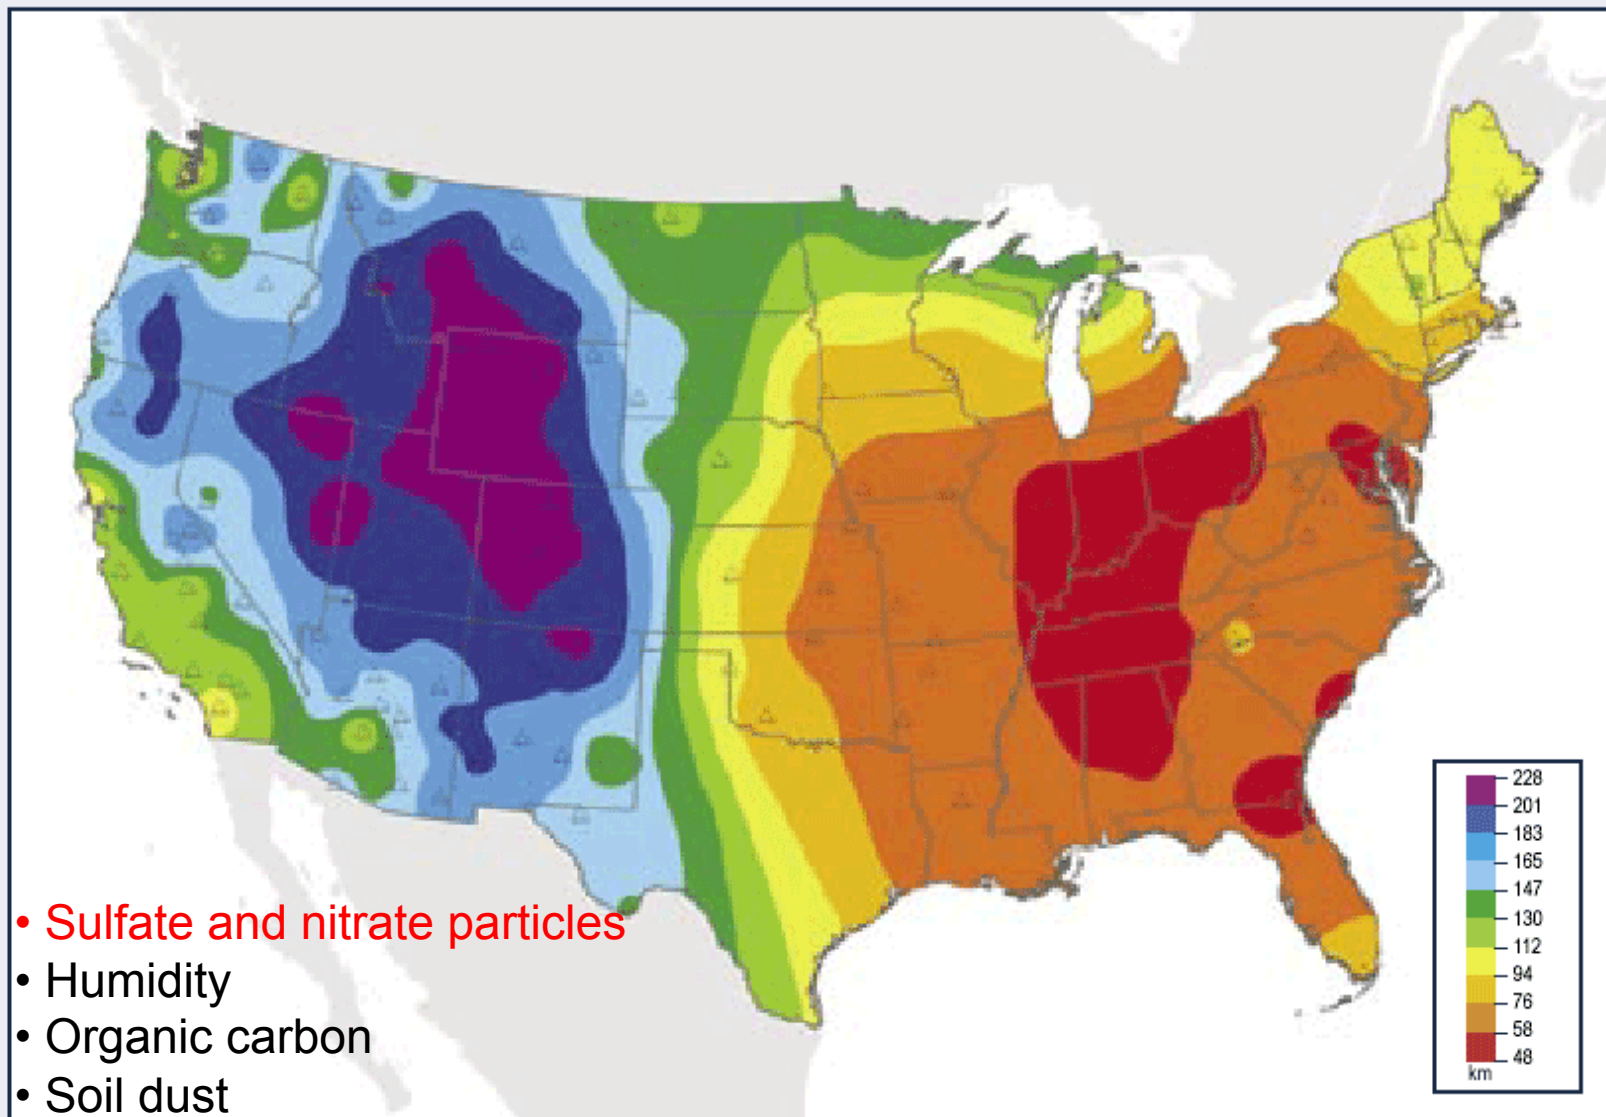 228
201
183
165
147
130
112
94
76
58
48
km
• Sulfate and nitrate particles
• Humidity
• Organic carbon
• Soil dust